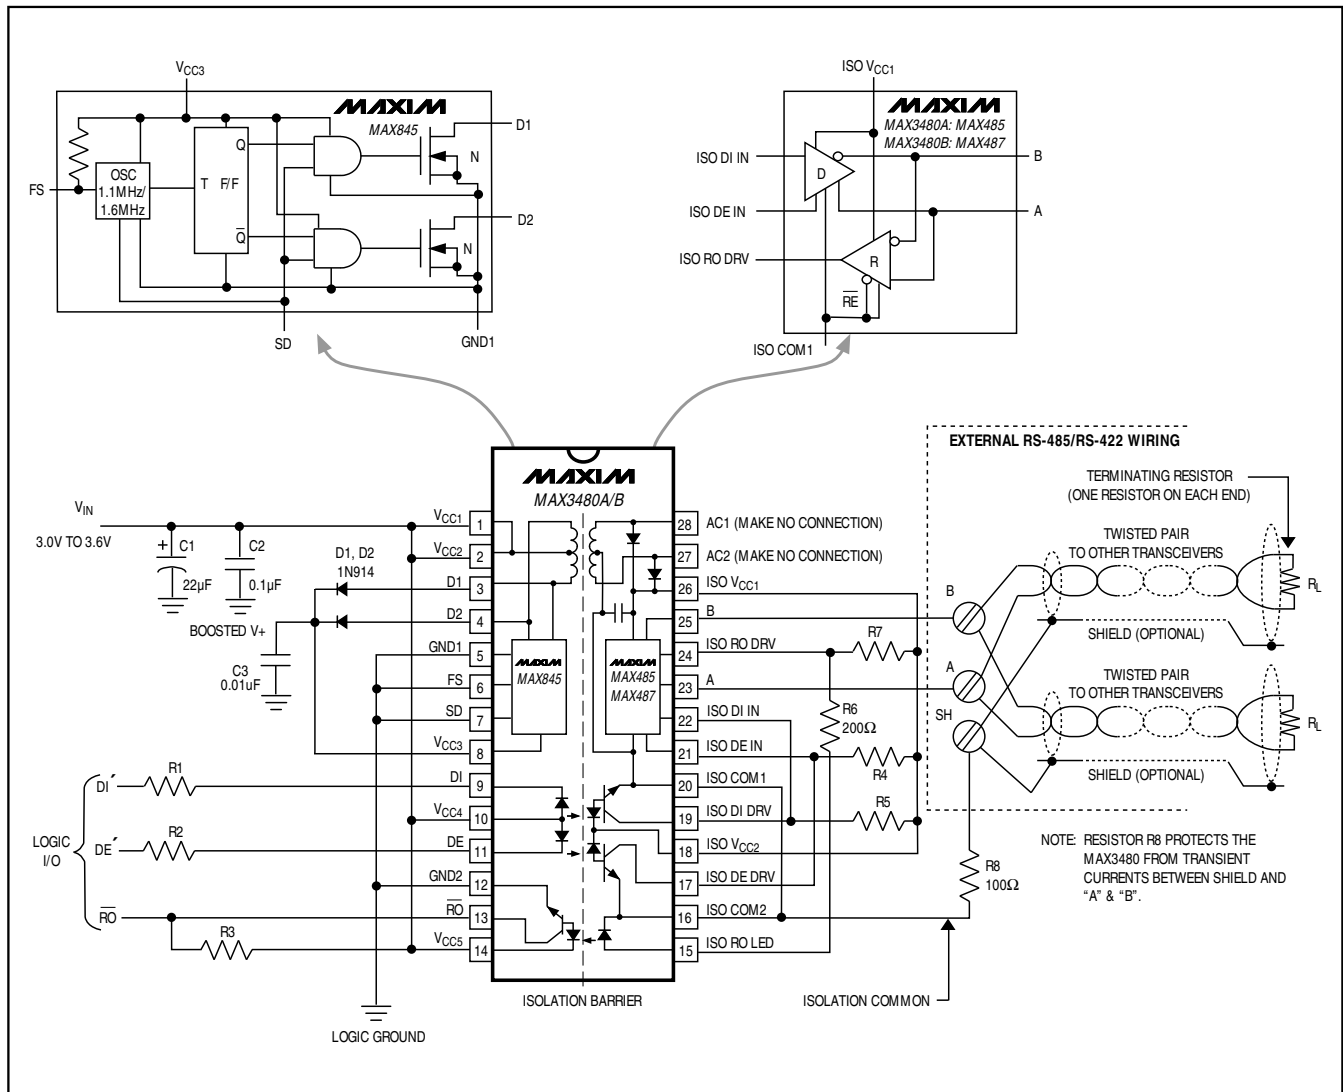 VCC3
MAXIM
MAX845
FS
OSC
1.1MHz/
1.6MHz
T F/F
Q
Q̅
N
N
D1
D2
SD
GND1
ISO VCC1
MAXIM
MAX3480A: MAX485
MAX3480B: MAX487
ISO DI IN
ISO DE IN
ISO RO DRV
D
R
R̅E̅
B
A
ISO COM1
VIN
3.0V TO 3.6V
+ C1
22µF
C2
0.1µF
D1, D2
1N914
BOOSTED V+
C3
0.01uF
MAXIM
MAX3480A/B
VCC1 1
VCC2 2
D1 3
D2 4
GND1 5
FS 6
SD 7
VCC3 8
DI 9
VCC4 10
DE 11
GND2 12
R̅O̅ 13
VCC5 14
MAXIM
MAX845
MAXIM
MAX485
MAX487
28 AC1 (MAKE NO CONNECTION)
27 AC2 (MAKE NO CONNECTION)
26 ISO VCC1
25 B
24 ISO RO DRV
23 A
22 ISO DI IN
21 ISO DE IN
20 ISO COM1
19 ISO DI DRV
18 ISO VCC2
17 ISO DE DRV
16 ISO COM2
15 ISO RO LED
LOGIC
I/O
DI´
R1
DE´
R2
R̅O̅
R3
LOGIC GROUND
ISOLATION BARRIER
R7
R6
200Ω
R4
R5
R8
100Ω
ISOLATION COMMON
EXTERNAL RS-485/RS-422 WIRING
TERMINATING RESISTOR
(ONE RESISTOR ON EACH END)
TWISTED PAIR
TO OTHER TRANSCEIVERS
B
RL
SHIELD (OPTIONAL)
A
TWISTED PAIR
TO OTHER TRANSCEIVERS
SH
RL
SHIELD (OPTIONAL)
NOTE: RESISTOR R8 PROTECTS THE
MAX3480 FROM TRANSIENT
CURRENTS BETWEEN SHIELD AND
“A” & “B”.